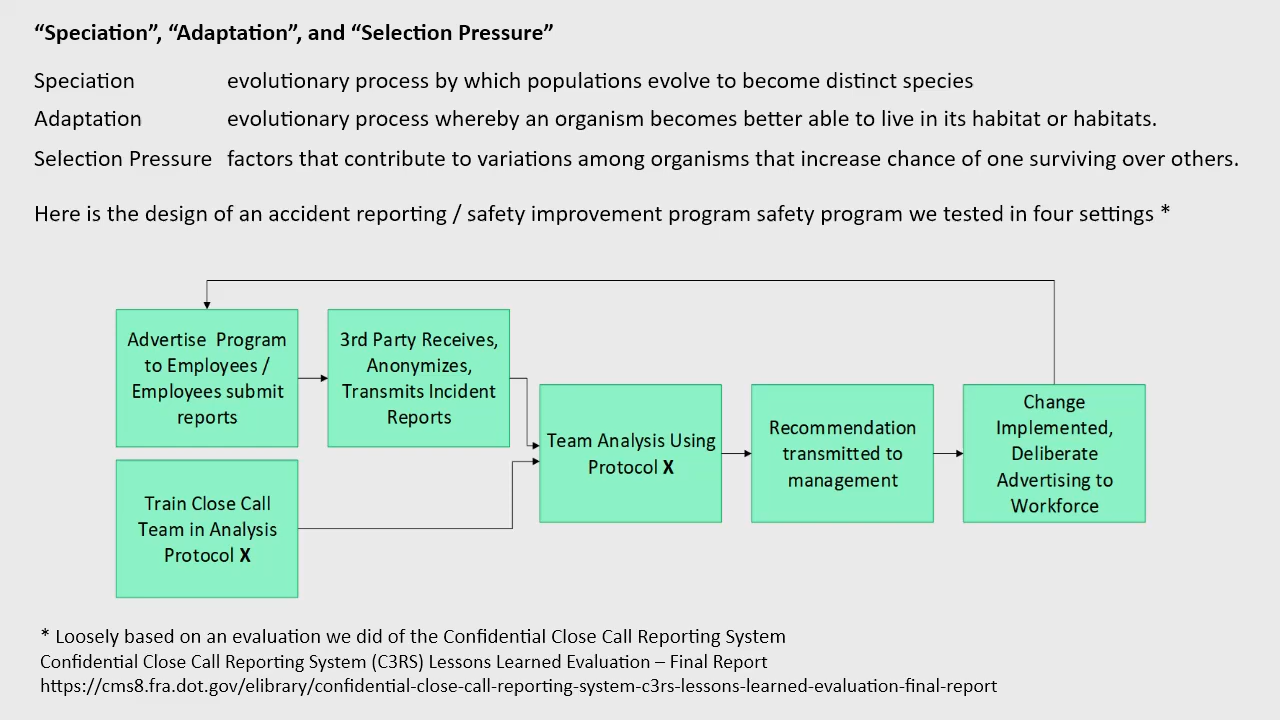 “Speciation”, “Adaptation”, and “Selection Pressure”
Speciation evolutionary process by which populations evolve to become distinct species
Adaptation evolutionary process whereby an organism becomes better able to live in its habitat or habitats.
Selection Pressure factors that contribute to variations among organisms that increase chance of one surviving over others.
Here is the design of an accident reporting / safety improvement program safety program we tested in four settings *
Advertise Program
to Employees /
Employees submit
reports
3rd Party Receives,
Anonymizes,
Transmits Incident
Reports
Train Close Call
Team in Analysis
Protocol X
Team Analysis Using
Protocol X
Recommendation
transmitted to
management
Change
Implemented,
Deliberate
Advertising to
Workforce
* Loosely based on an evaluation we did of the Confidential Close Call Reporting System
Confidential Close Call Reporting System (C3RS) Lessons Learned Evaluation – Final Report
https://cms8.fra.dot.gov/elibrary/confidential-close-call-reporting-system-c3rs-lessons-learned-evaluation-final-report